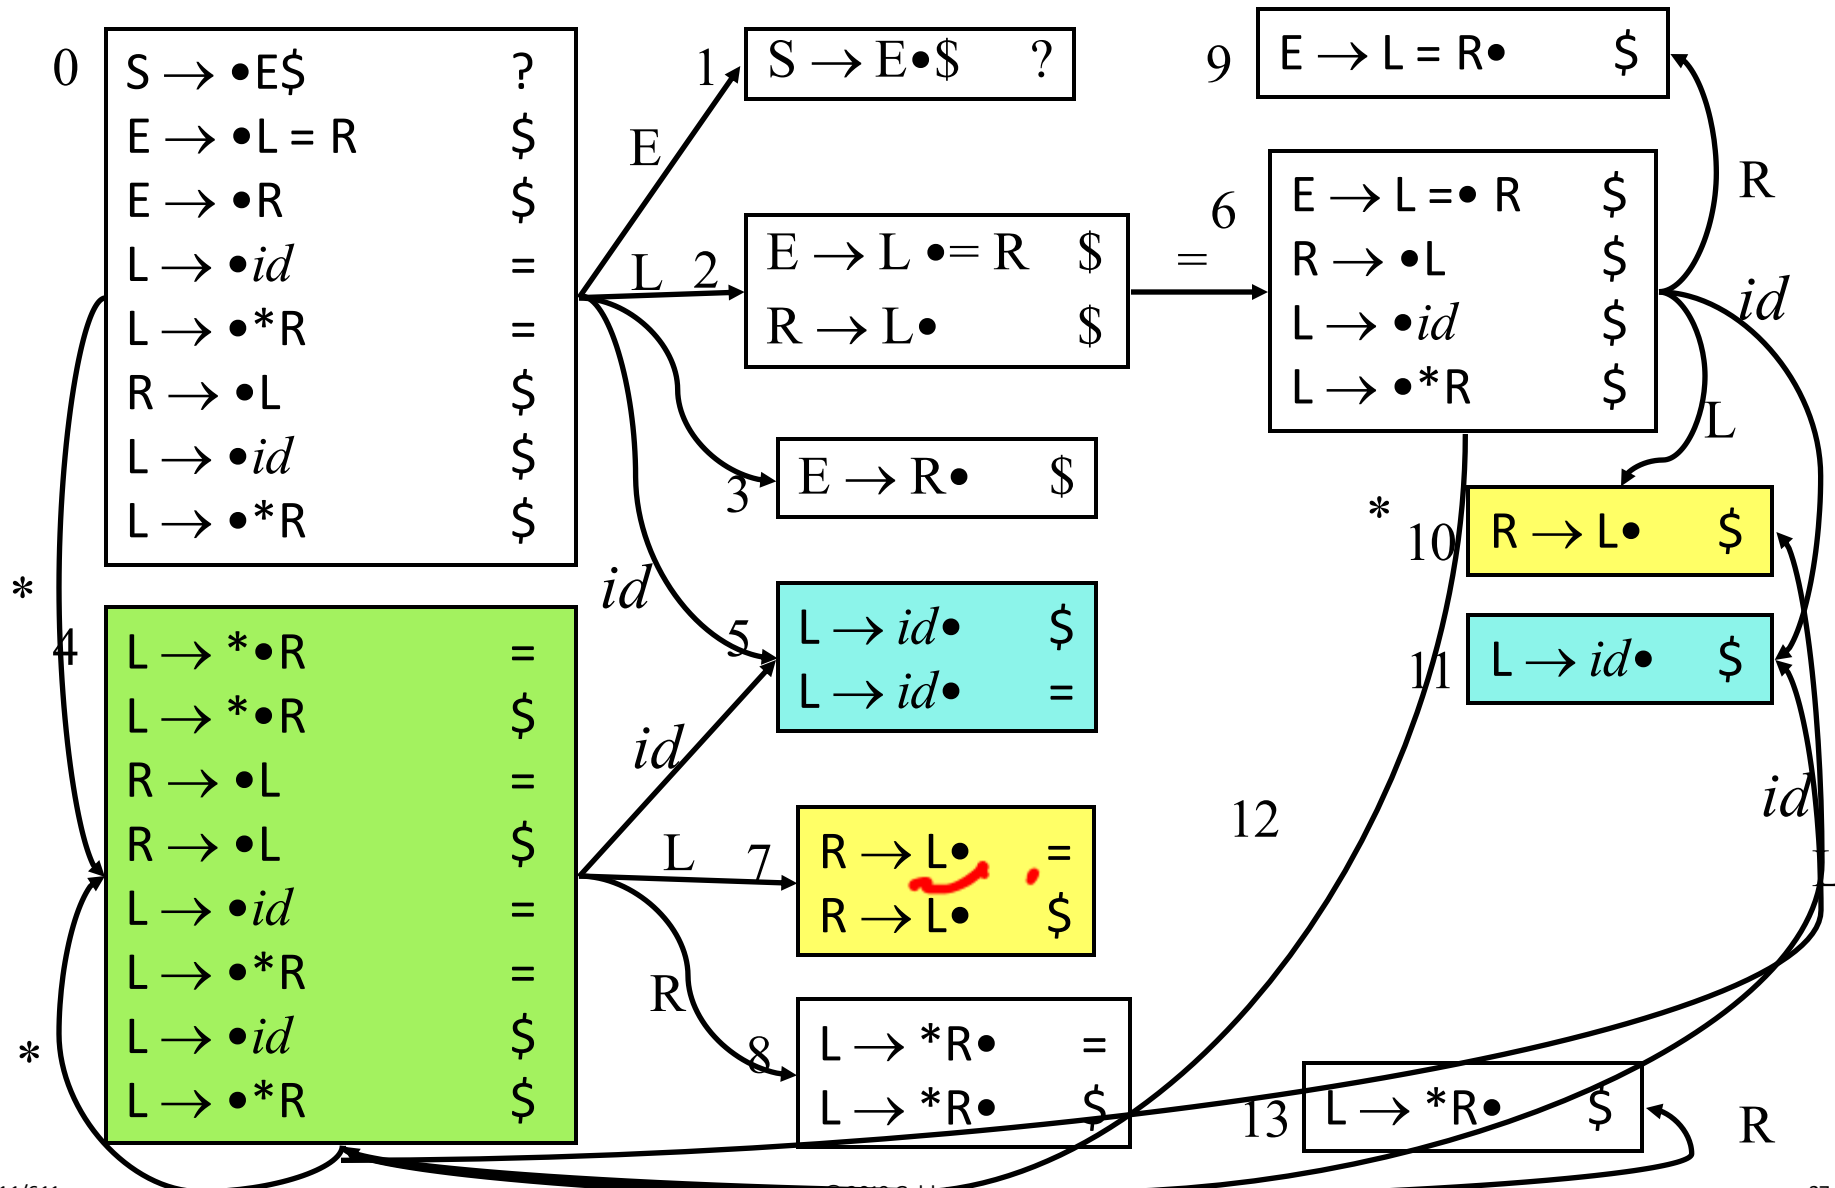 0
S → •E$ ?
E → •L = R $
E → •R $
L → •id =
L → •*R =
R → •L $
L → •id $
L → •*R $
*
4
L → *•R =
L → *•R $
R → •L =
R → •L $
L → •id =
L → •*R =
L → •id $
L → •*R $
*
E
1
S → E•$ ?
L
2
E → L •= R $
R → L• $
=
3
E → R• $
id
5
L → id• $
L → id• =
id
L
7
R → L• =
R → L• $
R
8
L → *R• =
L → *R• $
9
E → L = R• $
R
6
E → L =• R $
R → •L $
L → •id $
L → •*R $
id
L
*
10
R → L• $
11
L → id• $
id
12
13
L → *R• $
R